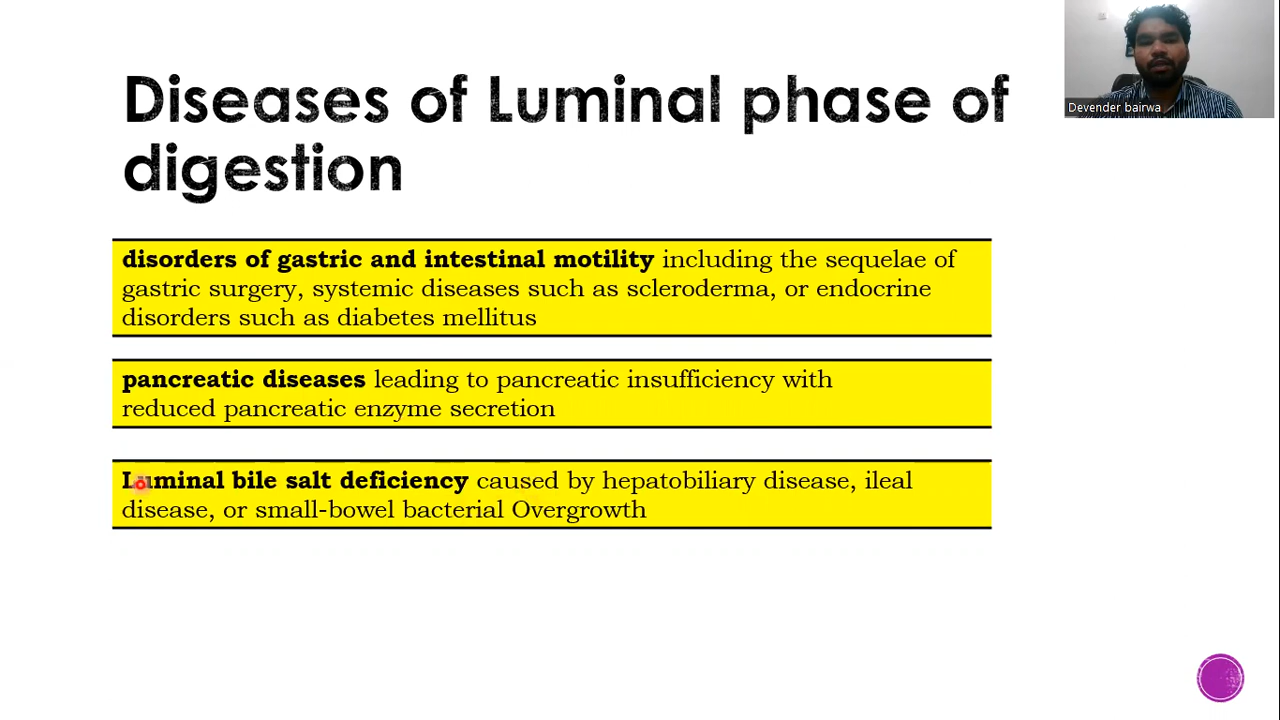 Diseases of Luminal phase of
digestion
Devender bairwa
disorders of gastric and intestinal motility including the sequelae of
gastric surgery, systemic diseases such as scleroderma, or endocrine
disorders such as diabetes mellitus
pancreatic diseases leading to pancreatic insufficiency with
reduced pancreatic enzyme secretion
Luminal bile salt deficiency caused by hepatobiliary disease, ileal
disease, or small-bowel bacterial Overgrowth